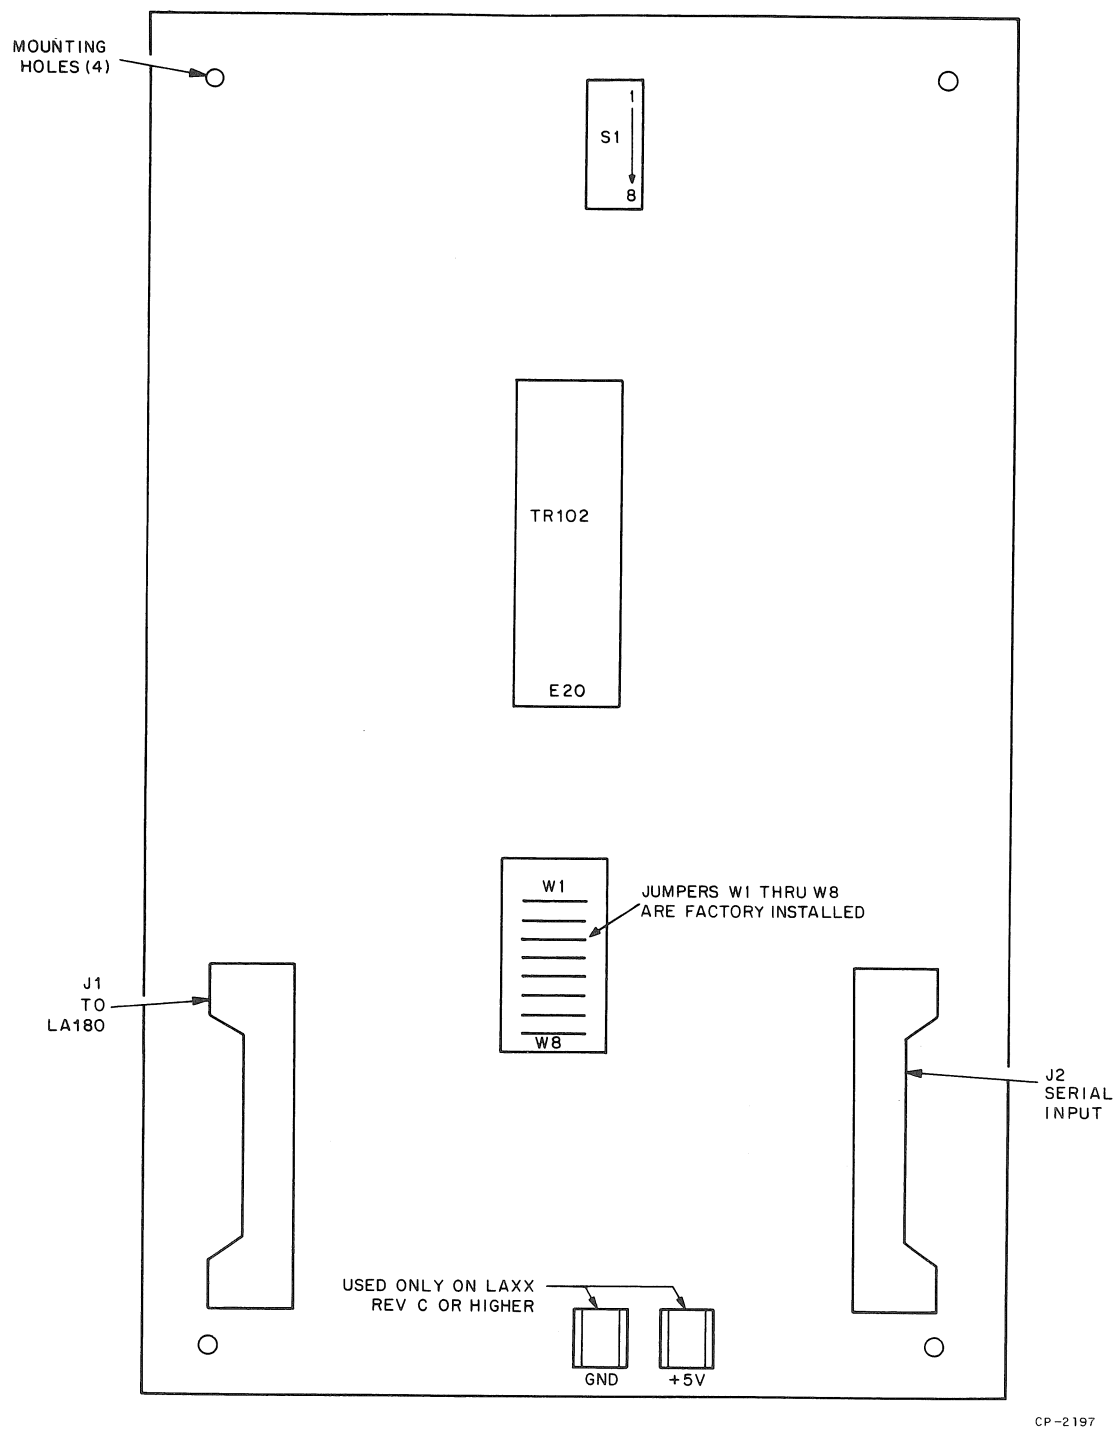 MOUNTING
HOLES (4)
1
S1
8
TR102
E20
W1
JUMPERS W1 THRU W8
ARE FACTORY INSTALLED
W8
J1
TO
LA180
J2
SERIAL
INPUT
USED ONLY ON LAXX
REV C OR HIGHER
GND
+5V
CP-2197